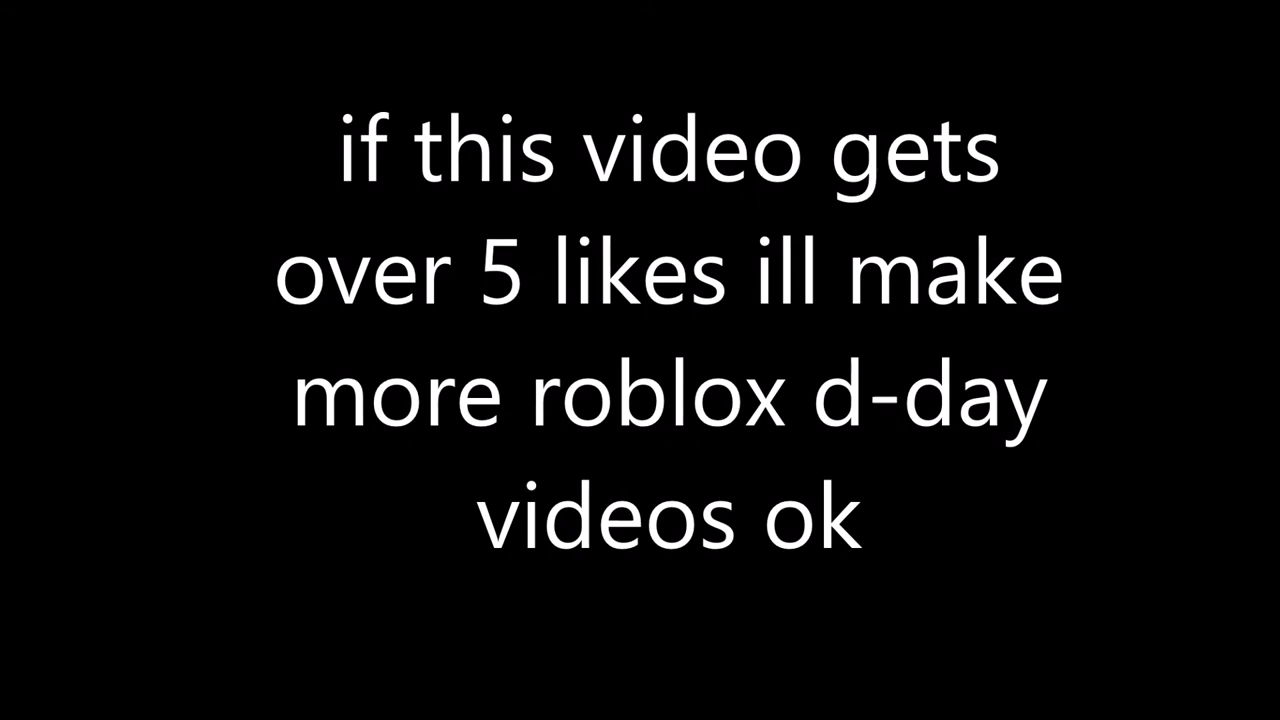 if this video gets
over 5 likes ill make
more roblox d-day
videos ok